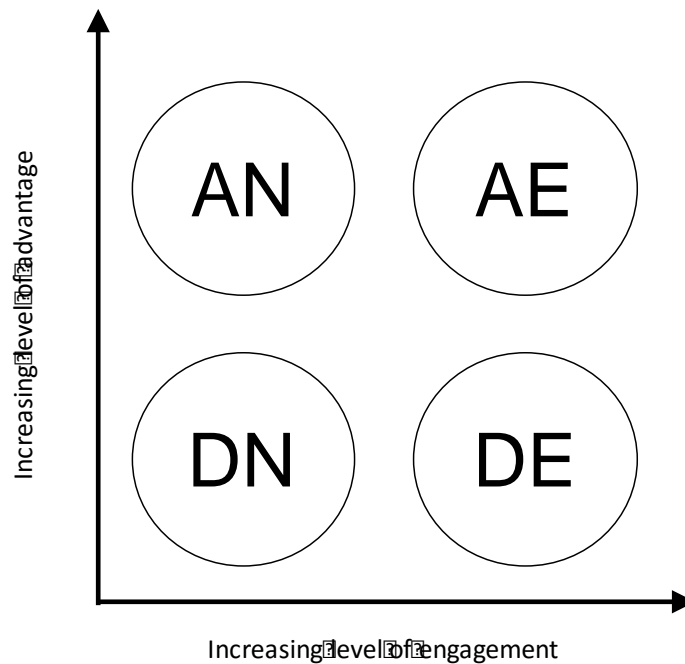 Increasing level of advantage
AN AE
DN DE
Increasing level of engagement